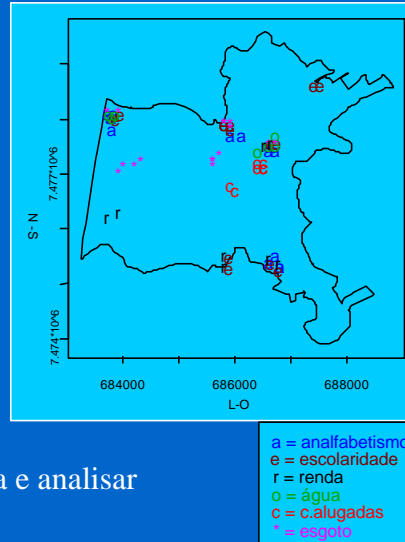 7.477*10^6
S- N
7.474*10^6
684000 686000 688000
L-O
a e analisar
a = analfabetismo
e = escolaridade
r = renda
o = água
c = c.alugadas
* = esgoto